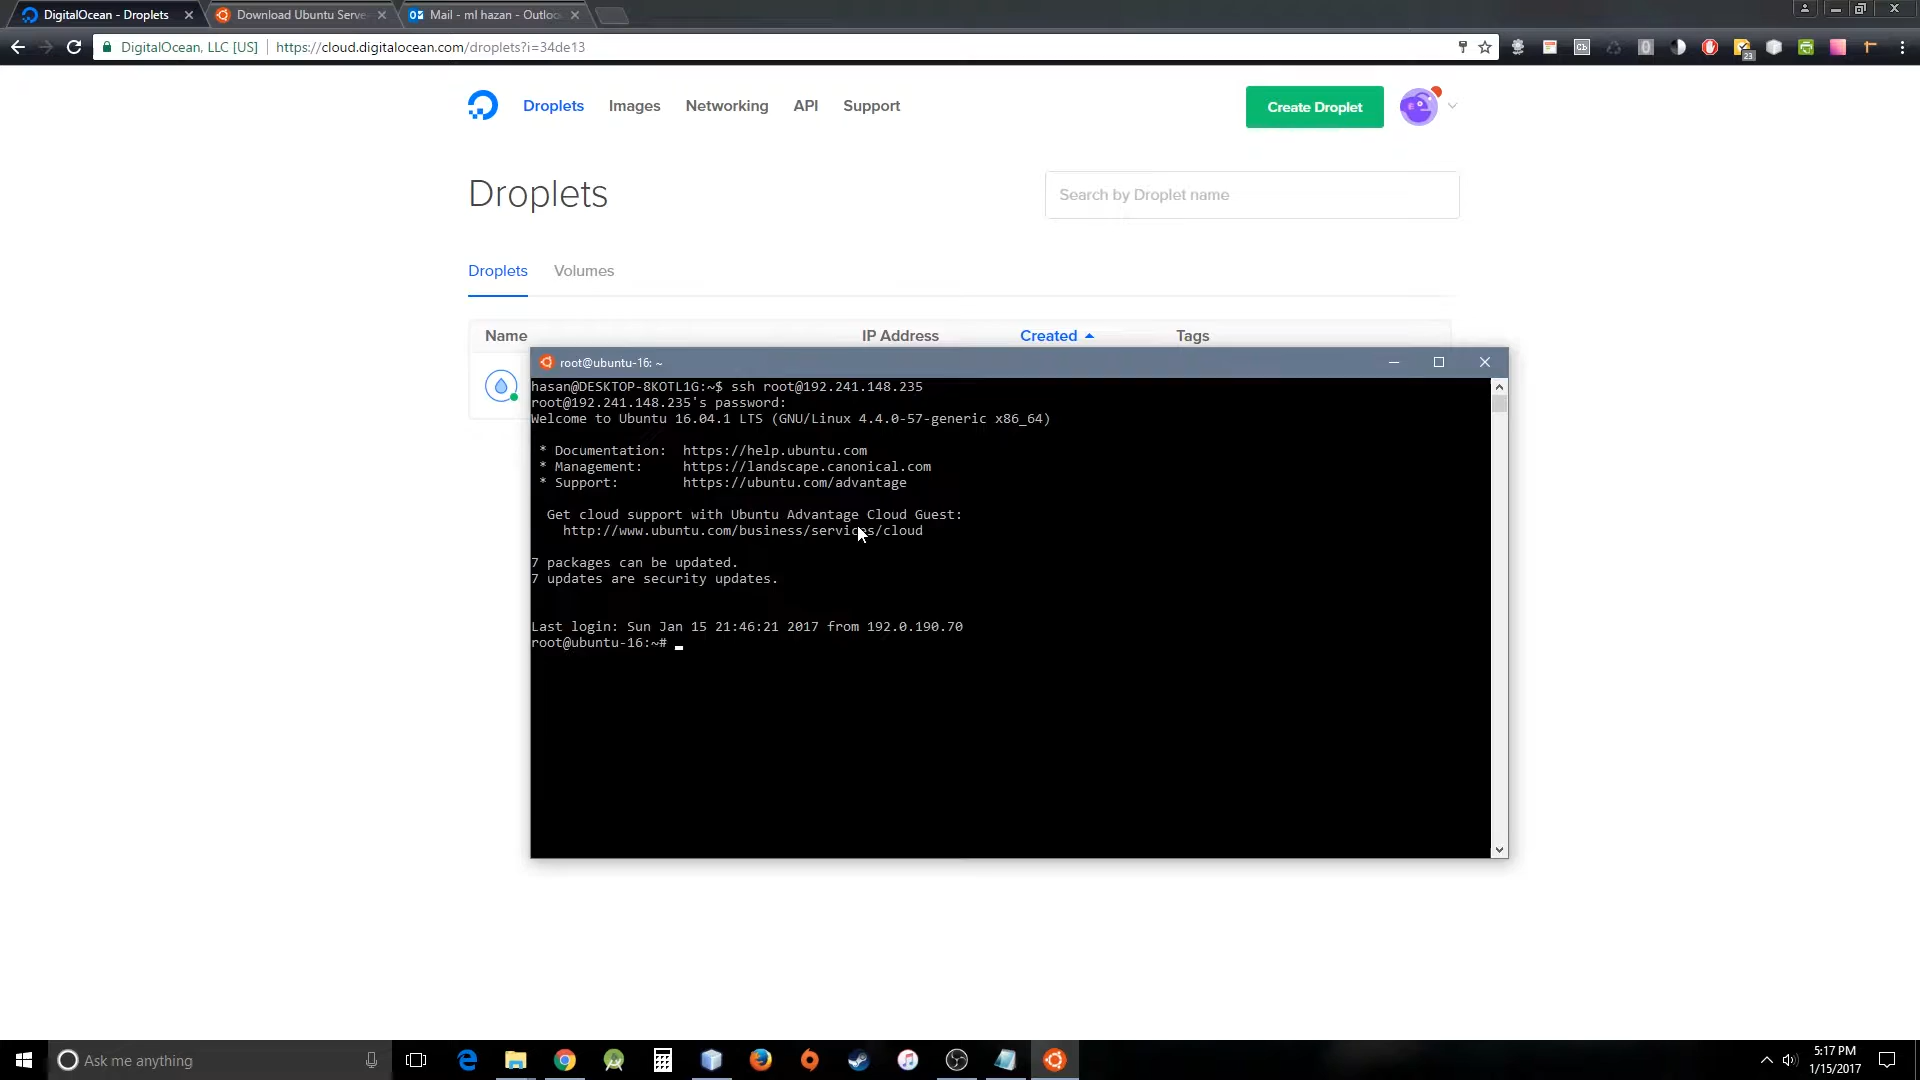 DigitalOcean - Droplets
Download Ubuntu Serve
Mail - ml hazan - Outloo
DigitalOcean, LLC [US]
https://cloud.digitalocean.com/droplets?i=34de13
23
Droplets
Images
Networking
API
Support
Create Droplet
Droplets
Search by Droplet name
Droplets
Volumes
Name
IP Address
Created
Tags
root@ubuntu-16: ~
hasan@DESKTOP-8KOTL1G:~$ ssh root@192.241.148.235
root@192.241.148.235's password:
Welcome to Ubuntu 16.04.1 LTS (GNU/Linux 4.4.0-57-generic x86_64)
* Documentation:  https://help.ubuntu.com
* Management:     https://landscape.canonical.com
* Support:        https://ubuntu.com/advantage
Get cloud support with Ubuntu Advantage Cloud Guest:
http://www.ubuntu.com/business/services/cloud
7 packages can be updated.
7 updates are security updates.
Last login: Sun Jan 15 21:46:21 2017 from 192.0.190.70
root@ubuntu-16:~#
Ask me anything
5:17 PM
1/15/2017